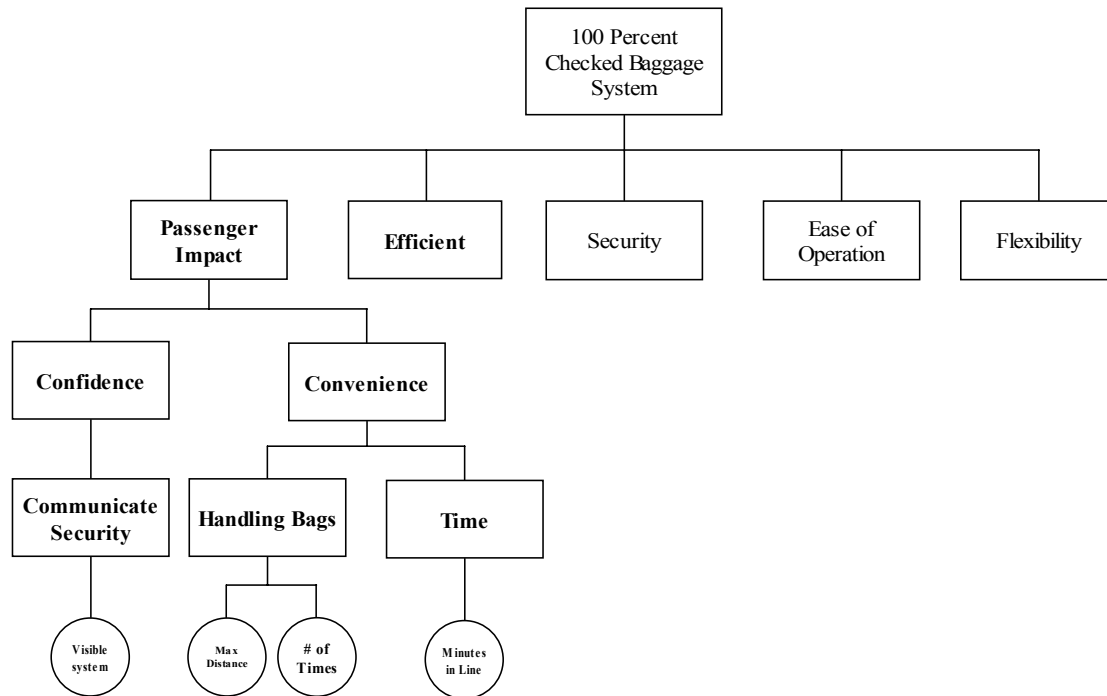 100 Percent
Checked Baggage
System
Passenger
Impact
Efficient
Security
Ease of
Operation
Flexibility
Confidence
Convenience
Communicate
Security
Handling Bags
Time
Visible
system
Max
Distance
# of
Times
Minutes
in Line